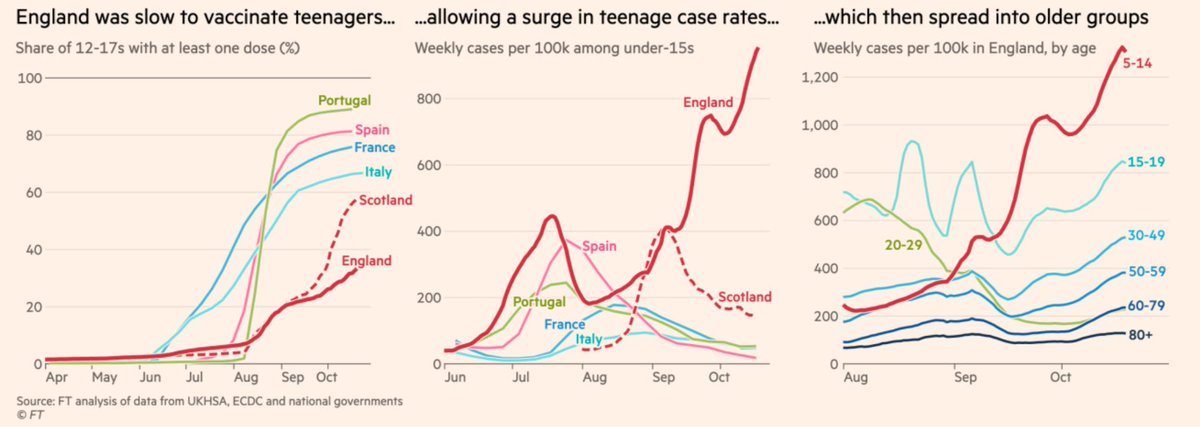 England was slow to vaccinate teenagers...
Share of 12-17s with at least one dose (%)
100
80
60
40
20
0
Portugal
Spain
France
Italy
Scotland
England
Apr May Jun Jul Aug Sep Oct
...allowing a surge in teenage case rates...
Weekly cases per 100k among under-15s
800
600
400
200
0
England
Spain
Portugal
France
Italy
Scotland
Jun Jul Aug Sep Oct
...which then spread into older groups
Weekly cases per 100k in England, by age
1,200
1,000
800
600
400
200
0
5-14
15-19
20-29
30-49
50-59
60-79
80+
Aug Sep Oct
Source: FT analysis of data from UKHSA, ECDC and national governments
© FT